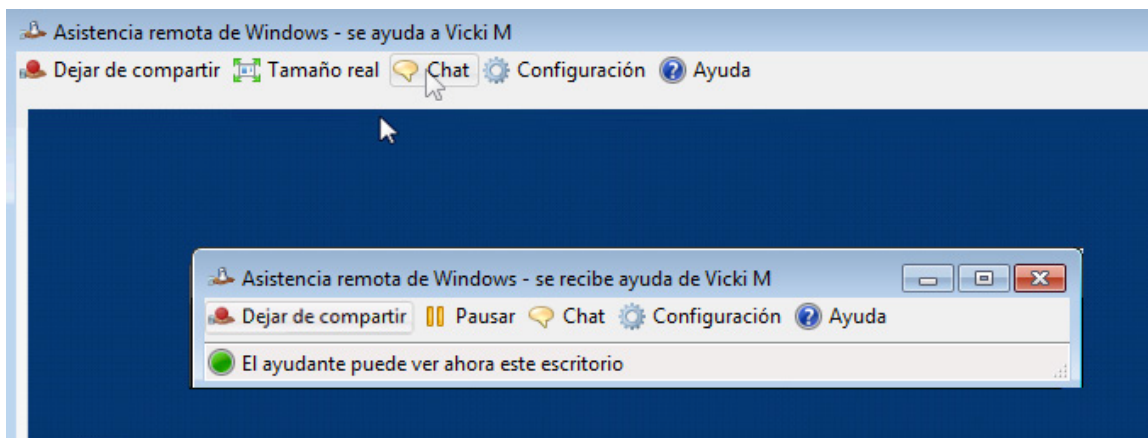 Asistencia remota de Windows - se ayuda a Vicki M
Dejar de compartir Tamaño real Chat Configuración Ayuda
Asistencia remota de Windows - se recibe ayuda de Vicki M
Dejar de compartir Pausar Chat Configuración Ayuda
El ayudante puede ver ahora este escritorio